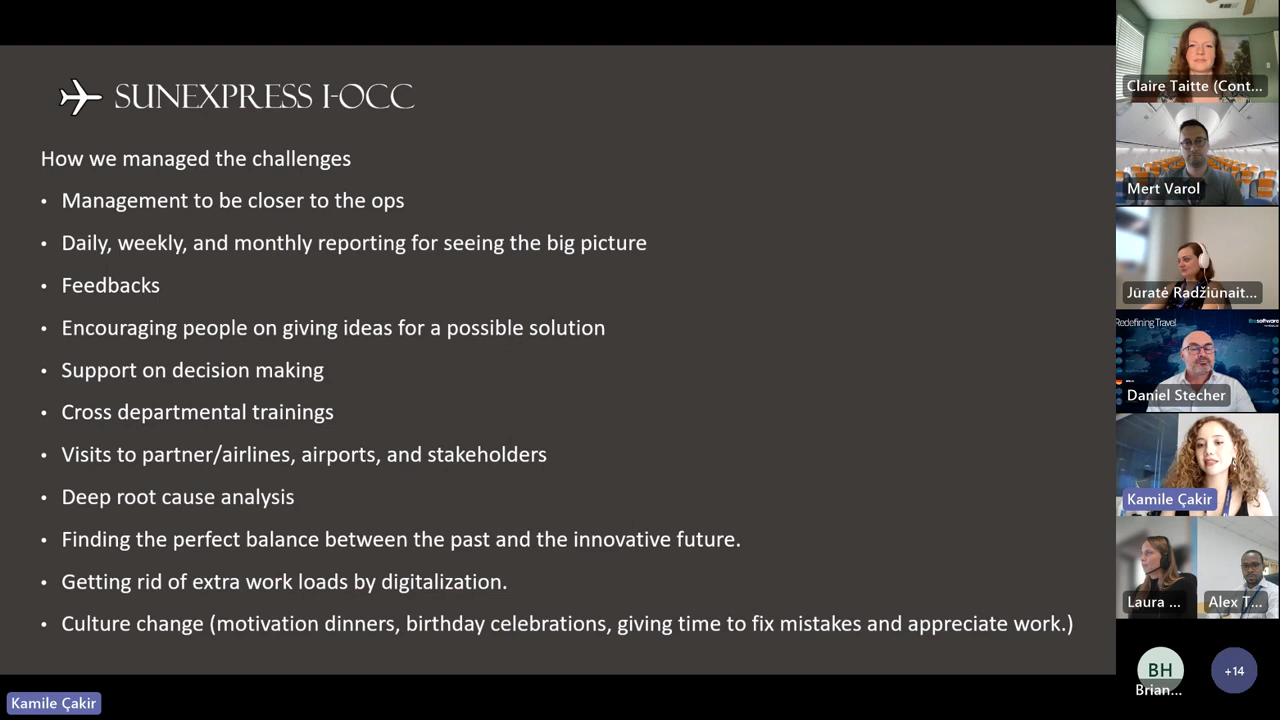 SUNEXPRESS I-OCC
How we managed the challenges
• Management to be closer to the ops
• Daily, weekly, and monthly reporting for seeing the big picture
• Feedbacks
• Encouraging people on giving ideas for a possible solution
• Support on decision making
• Cross departmental trainings
• Visits to partner/airlines, airports, and stakeholders
• Deep root cause analysis
• Finding the perfect balance between the past and the innovative future.
• Getting rid of extra work loads by digitalization.
• Culture change (motivation dinners, birthday celebrations, giving time to fix mistakes and appreciate work.)
Kamile Çakir
Claire Taitte (Cont...
Mert Varol
Jūratė Radžiūnait...
Redefining Travel
Daniel Stecher
Kamile Çakir
Laura ...
Alex T...
BH
Brian...
+14